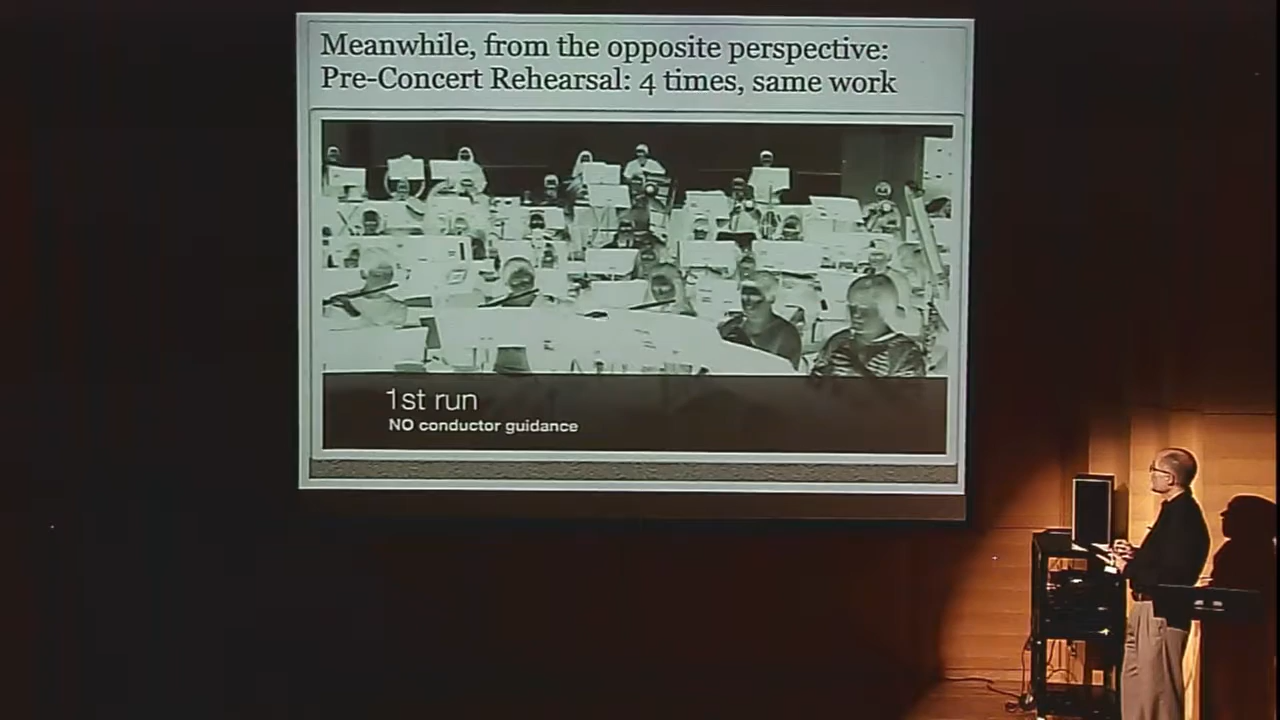 Meanwhile, from the opposite perspective:
Pre-Concert Rehearsal: 4 times, same work
1st run
NO conductor guidance